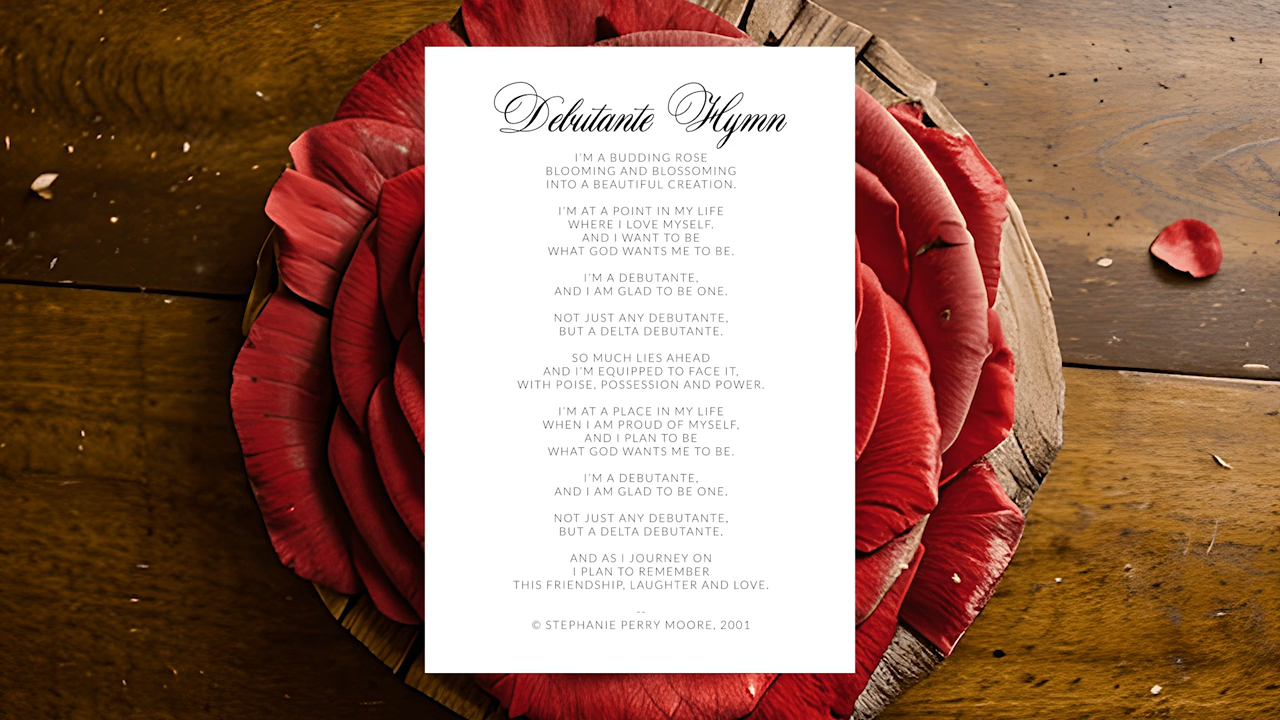 Debutante Hymn
I'M A BUDDING ROSE
BLOOMING AND BLOSSOMING
INTO A BEAUTIFUL CREATION.
I'M AT A POINT IN MY LIFE
WHERE I LOVE MYSELF,
AND I WANT TO BE
WHAT GOD WANTS ME TO BE.
I'M A DEBUTANTE,
AND I AM GLAD TO BE ONE,
NOT JUST ANY DEBUTANTE,
BUT A DELTA DEBUTANTE.
SO MUCH LIES AHEAD
AND I'M EQUIPPED TO FACE IT,
WITH POISE, POSSESSION AND POWER.
I'M AT A PLACE IN MY LIFE
WHEN I AM PROUD OF MYSELF,
AND I PLAN TO BE
WHAT GOD WANTS ME TO BE.
I'M A DEBUTANTE,
AND I AM GLAD TO BE ONE,
NOT JUST ANY DEBUTANTE,
BUT A DELTA DEBUTANTE.
AND AS I JOURNEY ON
I PLAN TO REMEMBER
THIS FRIENDSHIP, LAUGHTER AND LOVE.
--
© STEPHANIE PERRY MOORE, 2001